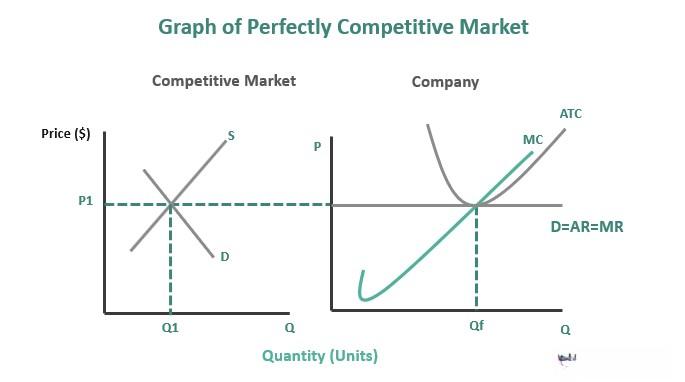 Graph of Perfectly Competitive Market
Competitive Market
Company
Price ($)
S
P1
D
Q1
Q
P
ATC
MC
D=AR=MR
Qf
Q
Quantity (Units)